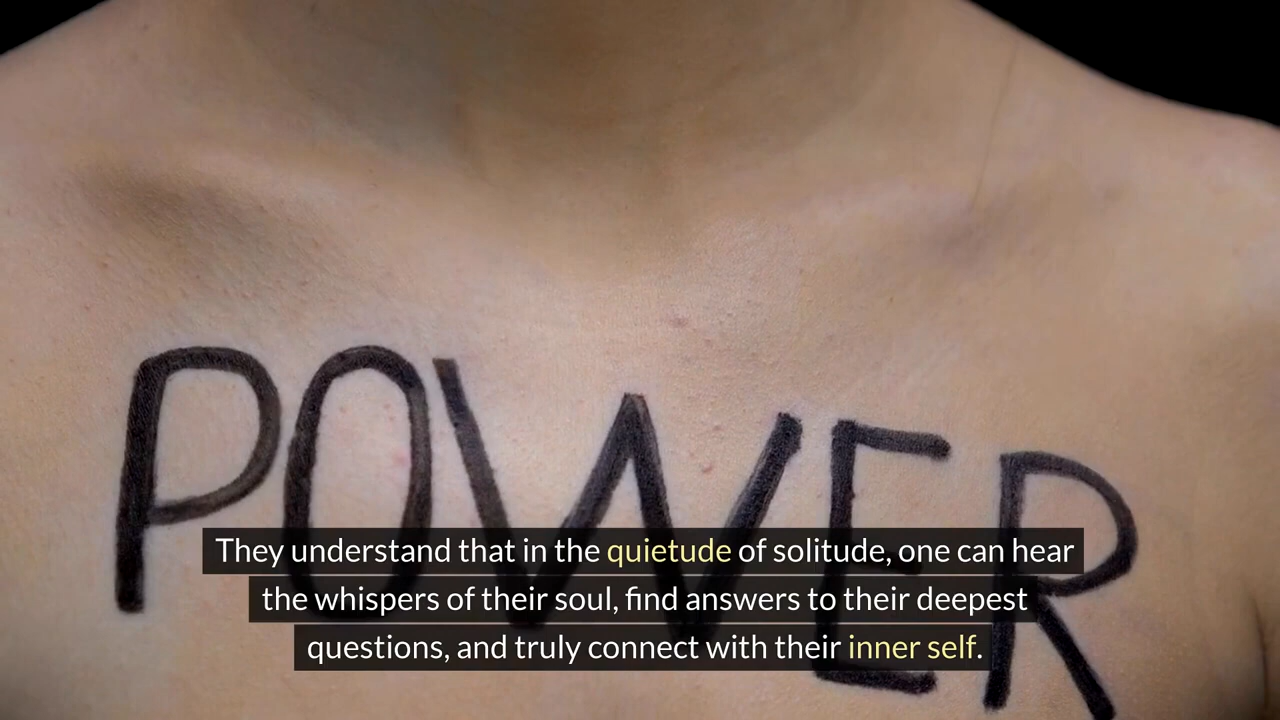 POWER
They understand that in the quietude of solitude, one can hear
the whispers of their soul, find answers to their deepest
questions, and truly connect with their inner self.